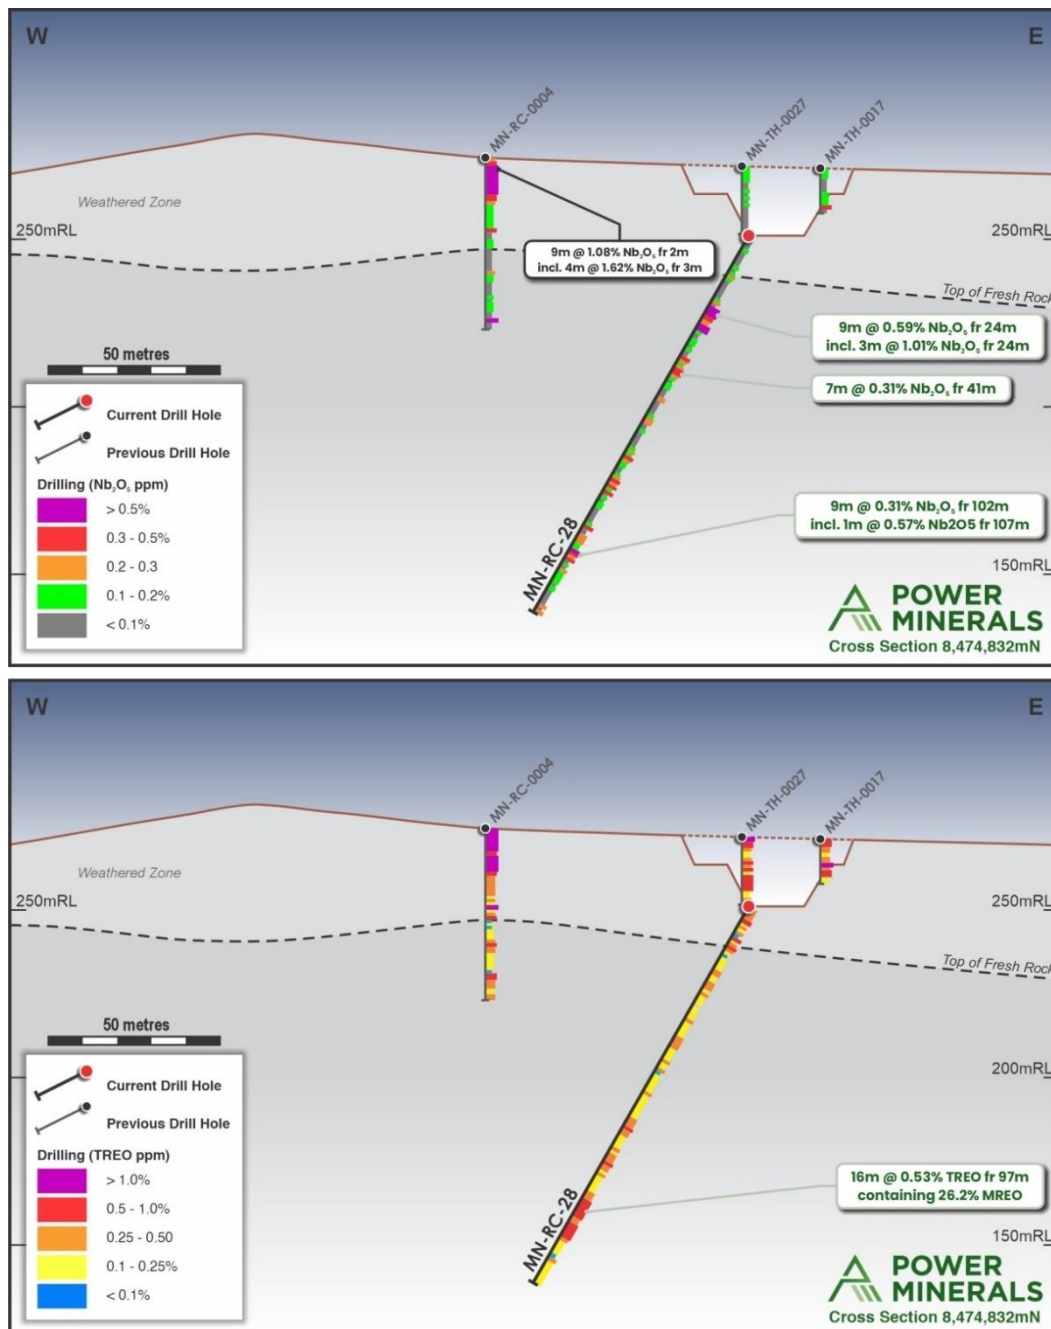 W
E
MN-RC-0004
MN-TH-0027
MN-TH-0017
Weathered Zone
250mRL
250mRL
9m @ 1.08% Nb₂O₅ fr 2m
incl. 4m @ 1.62% Nb₂O₅ fr 3m
Top of Fresh Rock
9m @ 0.59% Nb₂O₅ fr 24m
incl. 3m @ 1.01% Nb₂O₅ fr 24m
50 metres
7m @ 0.31% Nb₂O₅ fr 41m
Current Drill Hole
Previous Drill Hole
Drilling (Nb₂O₅ ppm)
> 0.5%
0.3 - 0.5%
0.2 - 0.3
0.1 - 0.2%
< 0.1%
9m @ 0.31% Nb₂O₅ fr 102m
incl. 1m @ 0.57% Nb2O5 fr 107m
MN-RC-28
150mRL
POWER
MINERALS
Cross Section 8,474,832mN
W
E
MN-RC-0004
MN-TH-0027
MN-TH-0017
Weathered Zone
250mRL
250mRL
Top of Fresh Rock
50 metres
200mRL
Current Drill Hole
Previous Drill Hole
Drilling (TREO ppm)
> 1.0%
0.5 - 1.0%
0.25 - 0.50
0.1 - 0.25%
< 0.1%
16m @ 0.53% TREO fr 97m
containing 26.2% MREO
MN-RC-28
150mRL
POWER
MINERALS
Cross Section 8,474,832mN